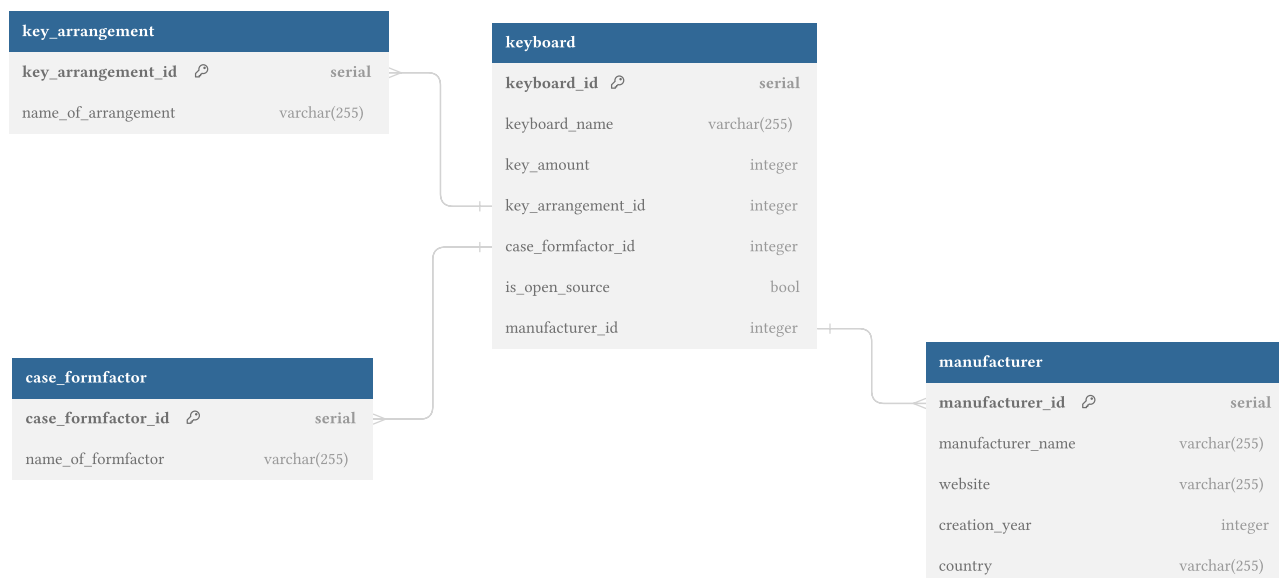 key_arrangement
key_arrangement_id serial
name_of_arrangement varchar(255)
keyboard
keyboard_id serial
keyboard_name varchar(255)
key_amount integer
key_arrangement_id integer
case_formfactor_id integer
is_open_source bool
manufacturer_id integer
case_formfactor
case_formfactor_id serial
name_of_formfactor varchar(255)
manufacturer
manufacturer_id serial
manufacturer_name varchar(255)
website varchar(255)
creation_year integer
country varchar(255)